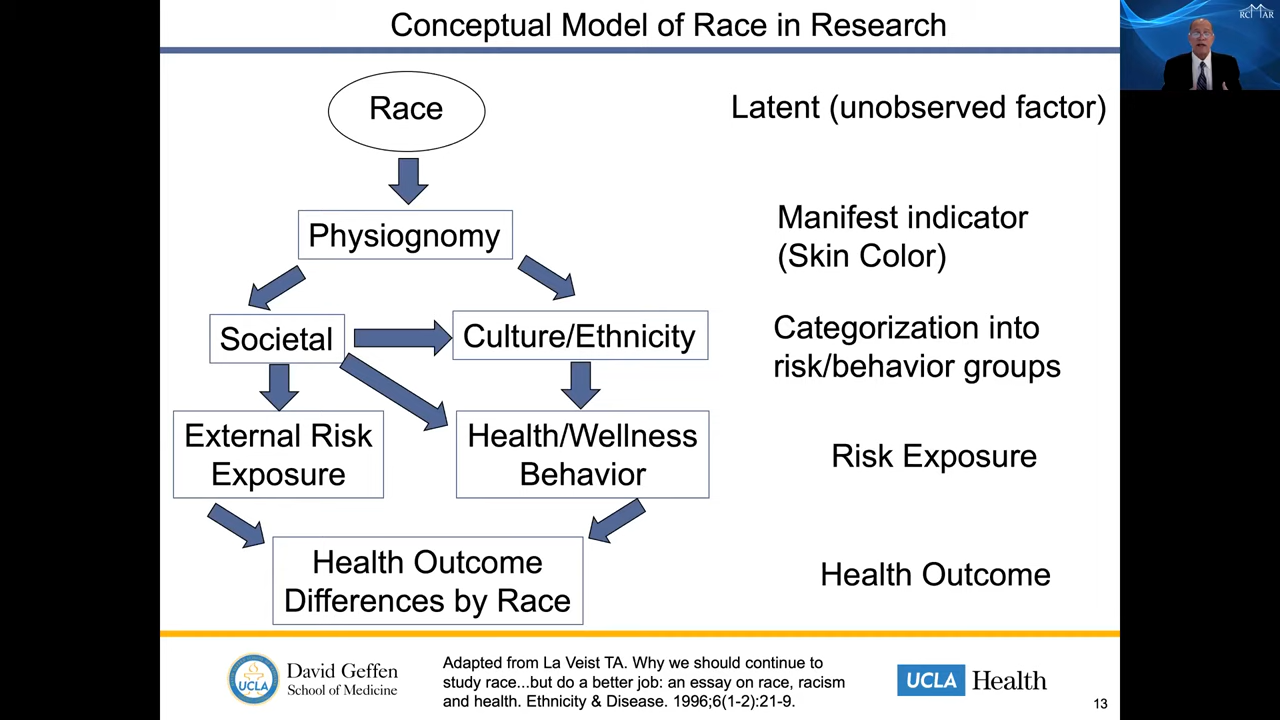 Conceptual Model of Race in Research
RCMAR
Race
Latent (unobserved factor)
Physiognomy
Manifest indicator
(Skin Color)
Societal
Culture/Ethnicity
Categorization into
risk/behavior groups
External Risk
Exposure
Health/Wellness
Behavior
Risk Exposure
Health Outcome
Differences by Race
Health Outcome
UCLA
David Geffen
School of Medicine
Adapted from La Veist TA. Why we should continue to
study race...but do a better job: an essay on race, racism
and health. Ethnicity & Disease. 1996;6(1-2):21-9.
UCLA Health
13